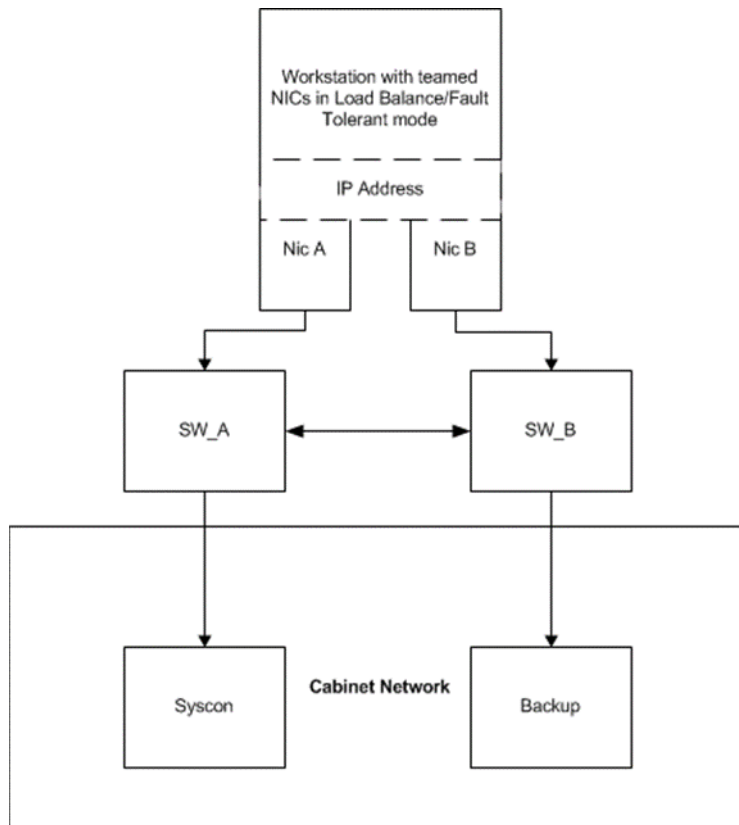 Workstation with teamed
NICs in Load Balance/Fault
Tolerant mode
IP Address
Nic A
Nic B
SW_A
SW_B
Cabinet Network
Syscon
Backup